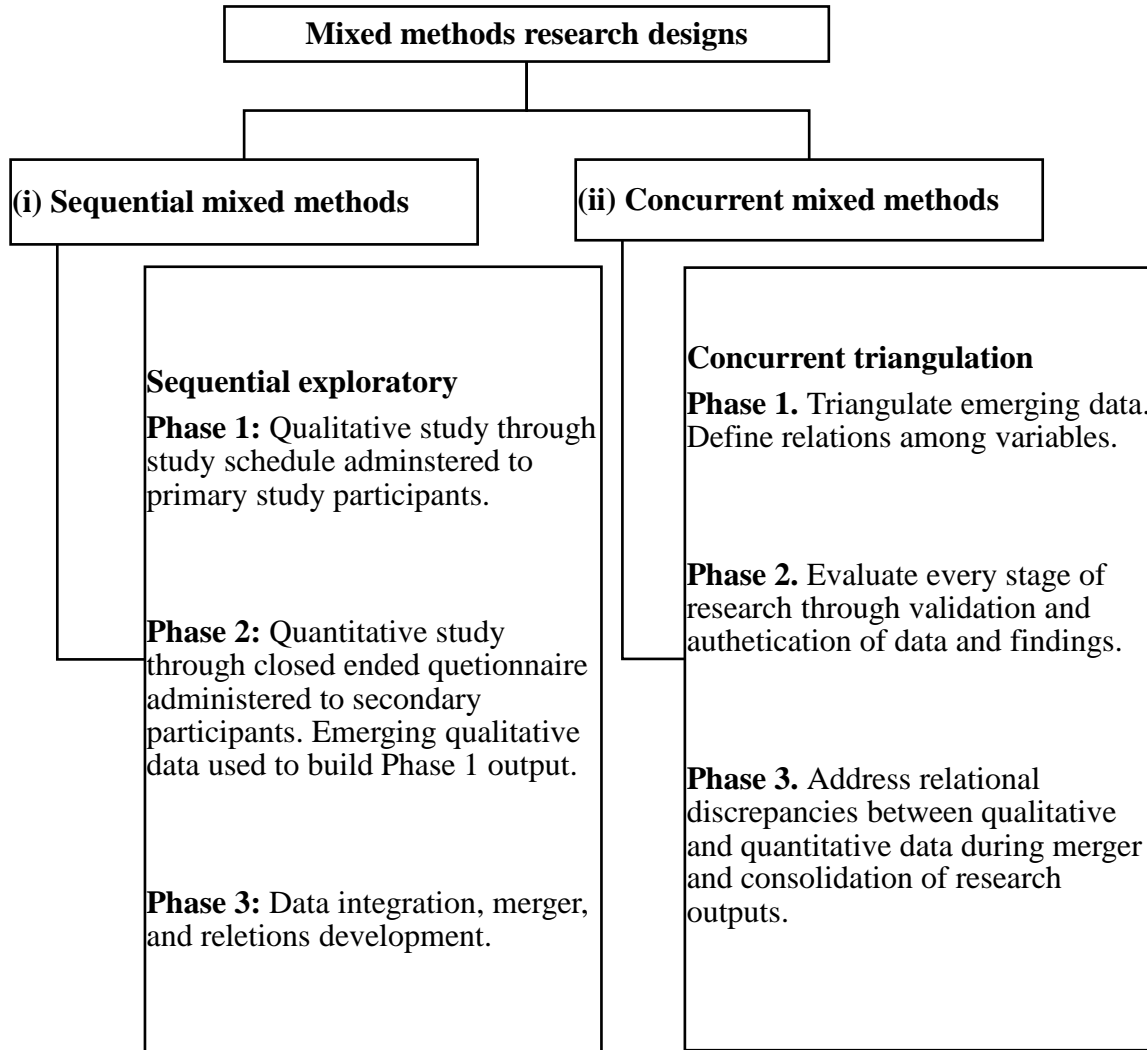 Mixed methods research designs
(i) Sequential mixed methods
(ii) Concurrent mixed methods
Sequential exploratory
Phase 1: Qualitative study through
study schedule adminstered to
primary study participants.
Phase 2: Quantitative study
through closed ended quetionnaire
administered to secondary
participants. Emerging qualitative
data used to build Phase 1 output.
Phase 3: Data integration, merger,
and reletions development.
Concurrent triangulation
Phase 1. Triangulate emerging data.
Define relations among variables.
Phase 2. Evaluate every stage of
research through validation and
authetication of data and findings.
Phase 3. Address relational
discrepancies between qualitative
and quantitative data during merger
and consolidation of research
outputs.